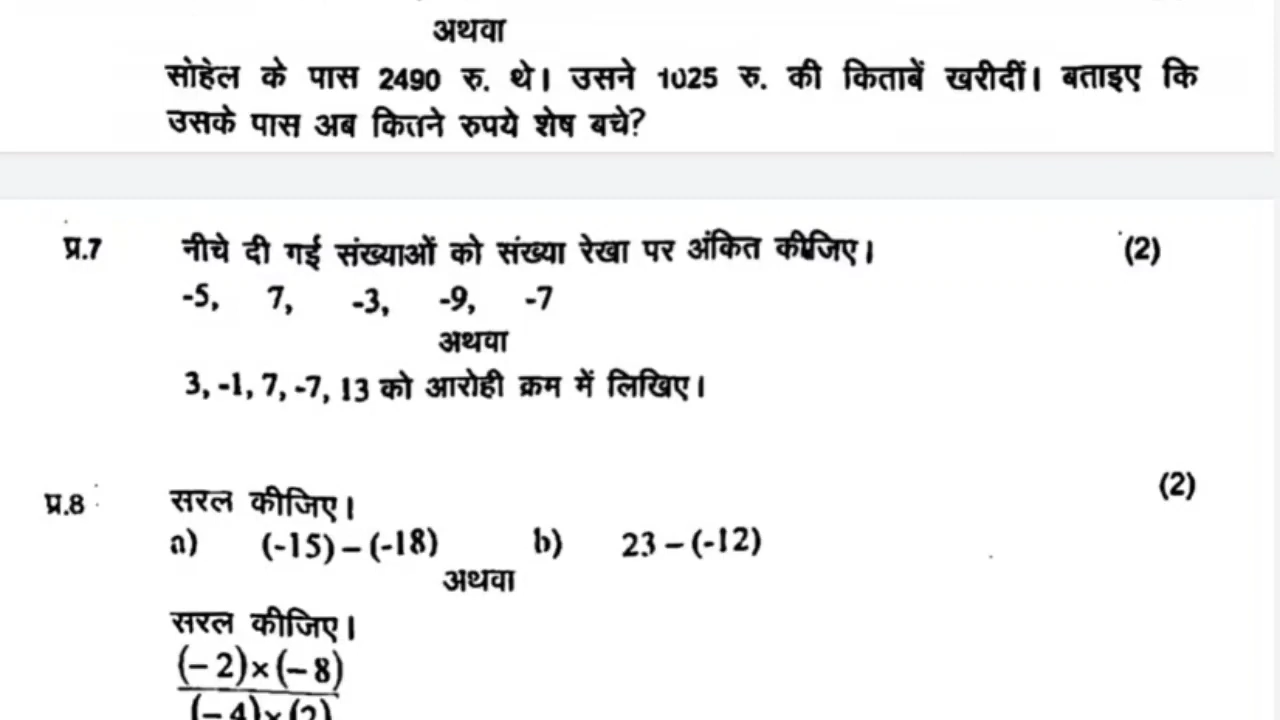 अथवा
सोहेल के पास 2490 रु. थे। उसने 1025 रु. की किताबें खरीदीं। बताइए कि
उसके पास अब कितने रुपये शेष बचे?
प्र.7 नीचे दी गई संख्याओं को संख्या रेखा पर अंकित कीजिए। (2)
-5, 7, -3, -9, -7
अथवा
3, -1, 7, -7, 13 को आरोही क्रम में लिखिए।
प्र.8 सरल कीजिए। (2)
a) (-15) – (-18) b) 23 – (-12)
अथवा
सरल कीजिए।
(– 2)×(– 8)
(– 4)×(2)